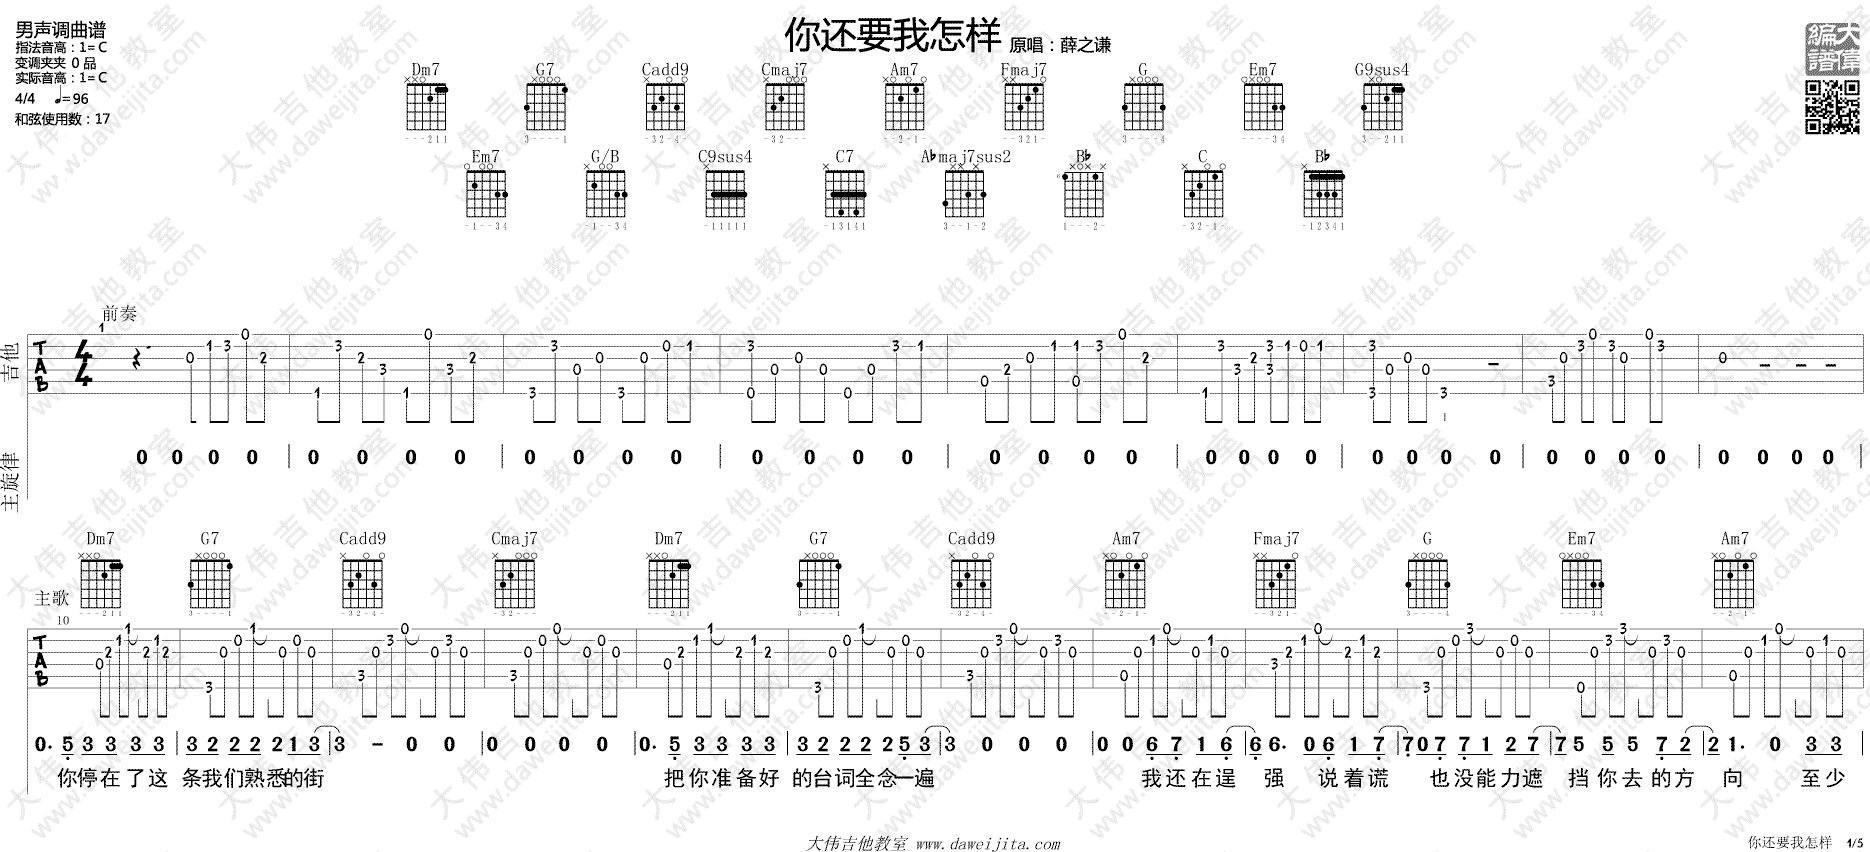 你还要我怎样 原唱：薛之谦
男声调曲谱
指法音高：1=C
变调夹夹 0 品
实际音高：1=C
4/4 ♩=96
和弦使用数：17
大伟编谱
Dm7 G7 Cadd9 Cmaj7 Am7 Fmaj7 G Em7 G9sus4
Em7 G/B C9sus4 C7 A♭maj7sus2 B♭ C B♭
前奏
1
吉他
TAB 4/4
主旋律
0 0 0 0 | 0 0 0 0 | 0 0 0 0 | 0 0 0 0 | 0 0 0 0 | 0 0 0 0 | 0 0 0 0 | 0 0 0 0 | 0 0 0 0 |
Dm7 G7 Cadd9 Cmaj7 Dm7 G7 Cadd9 Am7 Fmaj7 G Em7 Am7
主歌
10
TAB
0. 5 3 3 3 3 | 3 2 2 2 2 1 3 | 3 - 0 0 | 0 0 0 0 | 0. 5 3 3 3 3 | 3 2 2 2 2 5 3 | 3 0 0 0 | 0 0 6 7 1 6 | 6 6. 0 6 1 7 | 7 0 7 7 1 2 7 | 7 5 5 5 7 2 | 2 1. 0 3 3 |
你停在了这 条我们熟悉的街 把你准备好 的台词全念一遍 我还在逞 强 说着谎 也没能力遮 挡你去的方 向 至少
大伟吉他教室 www.daweijita.com
你还要我怎样 1/5